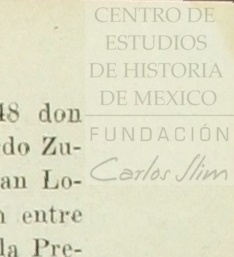 CENTRO DE
ESTUDIOS
DE HISTORIA
DE MEXICO
FUNDACIÓN
Carlos Slim
48 don
do Zu-
an Lo-
entre
la Pre-